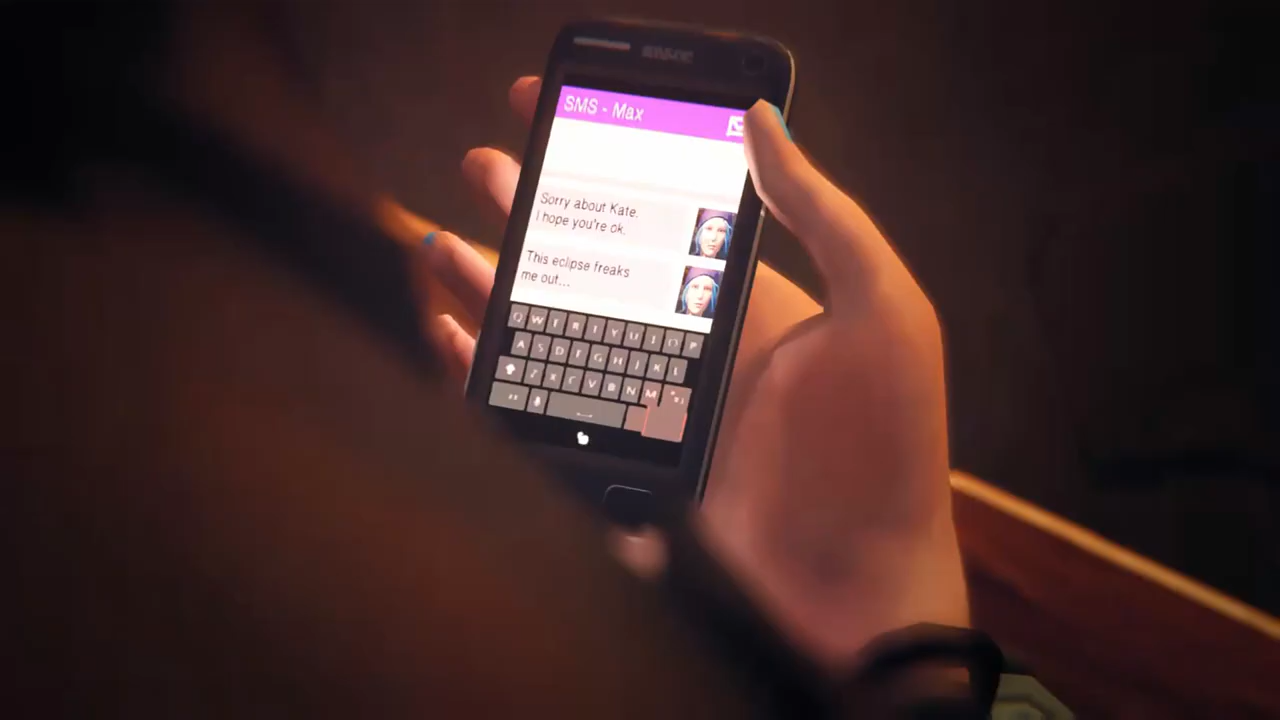 SMS - Max
Sorry about Kate.
I hope you're ok.
This eclipse freaks
me out...
Q W E R T Y U I O P
A S D F G H J K L
Z X C V B N M